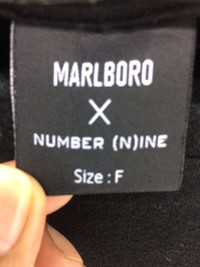 MARLBORO
X
NUMBER (N)INE
Size : F